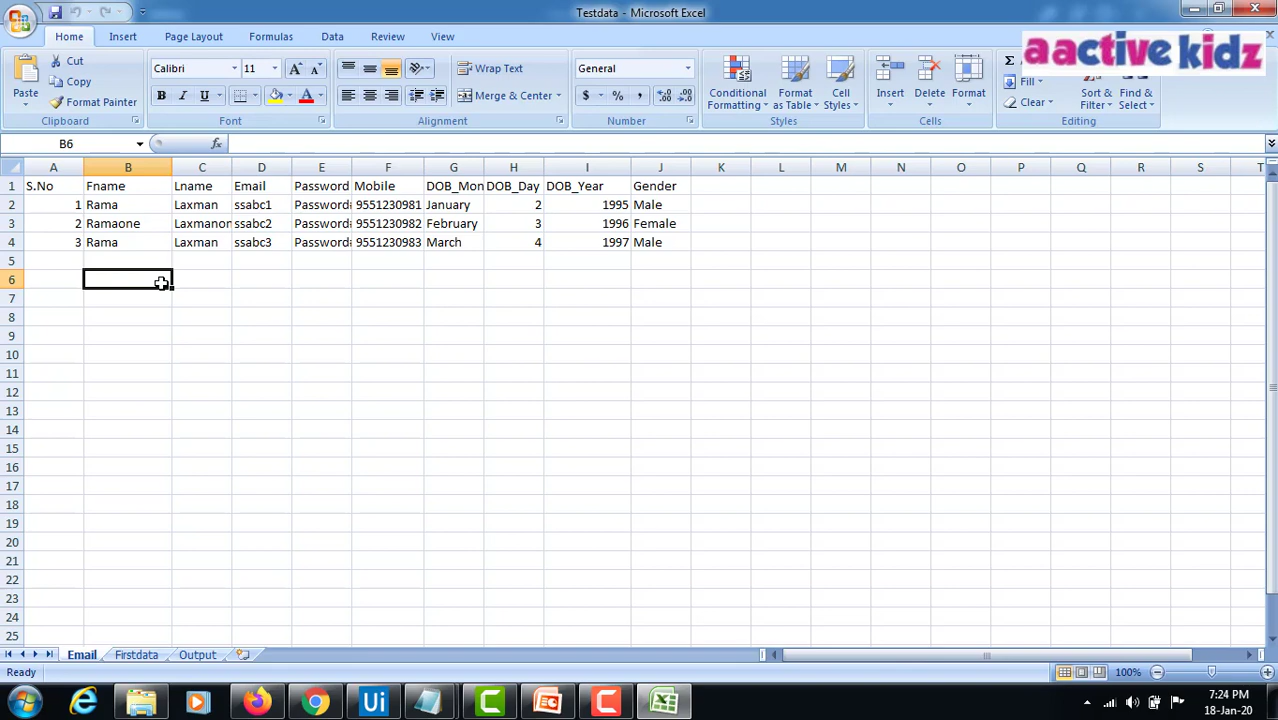 Testdata - Microsoft Excel
Home Insert Page Layout Formulas Data Review View
aactive kidz
Paste
Cut
Copy
Format Painter
Clipboard
Calibri 11
B I U
Font
Wrap Text
Merge & Center
Alignment
General
$ % ,
Number
Conditional Formatting
Format as Table
Cell Styles
Styles
Insert Delete Format
Cells
Σ
Fill
Clear
Sort & Filter
Find & Select
Editing
B6
fx
A B C D E F G H I J K L M N O P Q R S T
1 S.No Fname Lname Email Password Mobile DOB_Mon DOB_Day DOB_Year Gender
2 1 Rama Laxman ssabc1 Password 9551230981 January 2 1995 Male
3 2 Ramaone Laxmanon ssabc2 Password 9551230982 February 3 1996 Female
4 3 Rama Laxman ssabc3 Password 9551230983 March 4 1997 Male
5
6
7
8
9
10
11
12
13
14
15
16
17
18
19
20
21
22
23
24
25
Email Firstdata Output
Ready
100%
Ui
7:24 PM
18-Jan-20